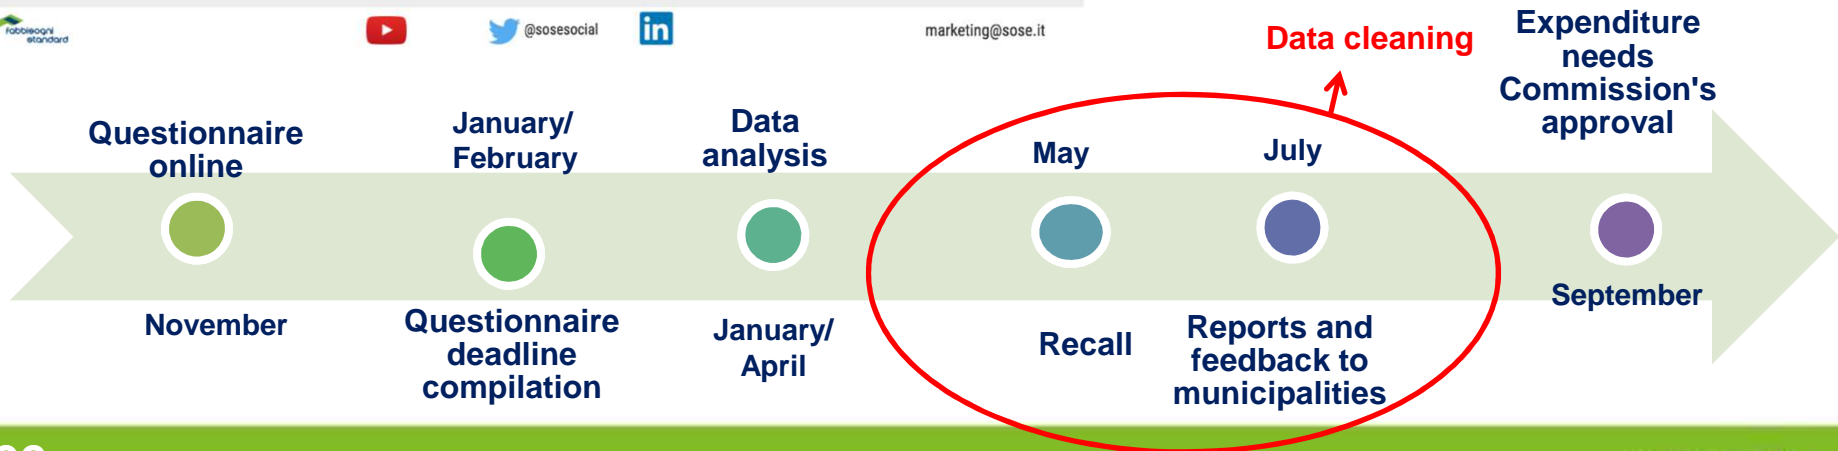 fabbisogni
standard
@sosesocial
in
marketing@sose.it
Data cleaning
Expenditure
needs
Commission's
approval
Questionnaire
online
January/
February
Data
analysis
May
July
November
Questionnaire
deadline
compilation
January/
April
Recall
Reports and
feedback to
municipalities
September